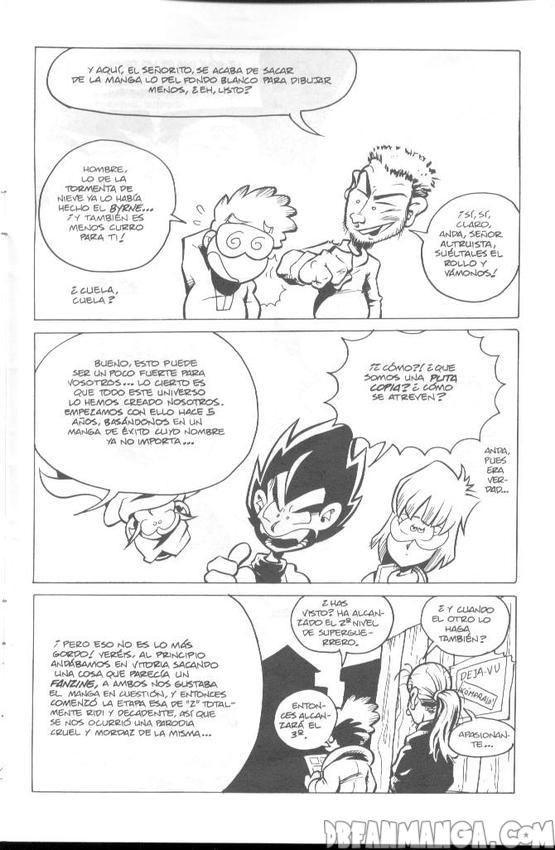 Y AQUÍ, EL SEÑORITO, SE ACABA DE SACAR
DE LA MANGA LO DEL FONDO BLANCO PARA DIBUJAR
MENOS, ¿EH, LISTO?
HOMBRE,
LO DE LA
TORMENTA DE
NIEVE YA LO HABÍA
HECHO EL BYRNE...
¡Y TAMBIÉN ES
MENOS CURRO
PARA TI!
¿CUELA,
CUELA?
¡SÍ, SÍ,
CLARO,
ANDA, SEÑOR
ALTRUISTA,
SUÉLTALES EL
ROLLO Y
VÁMONOS!
BUENO, ESTO PUEDE
SER UN POCO FUERTE PARA
VOSOTROS... LO CIERTO ES
QUE TODO ESTE UNIVERSO
LO HEMOS CREADO NOSOTROS.
EMPEZAMOS CON ELLO HACE 5
AÑOS, BASÁNDONOS EN UN
MANGA DE ÉXITO CUYO NOMBRE
YA NO IMPORTA...
¡¿CÓMO?! ¿QUE
SOMOS UNA PUTA
COPIA? ¿CÓMO
SE ATREVEN?
ANDA,
PUES
ERA
VER-
DAD...
¡PERO ESO NO ES LO MÁS
GORDO! VERÉIS, AL PRINCIPIO
ANDÁBAMOS EN VITORIA SACANDO
UNA COSA QUE PARECÍA UN
FANZINE, A AMBOS NOS GUSTABA
EL MANGA EN CUESTIÓN, Y ENTONCES
COMENZÓ LA ETAPA ESA DE "Z" TOTAL-
MENTE RIDI Y DECADENTE, ASÍ QUE
SE NOS OCURRIÓ UNA PARODIA
CRUEL Y MORDAZ DE LA MISMA...
¿HAS
VISTO? HA ALCAN-
ZADO EL 2º NIVEL
DE SUPERGUE-
RRERO.
ENTON-
CES ALCAN-
ZARÁ EL
3º.
¿Y CUANDO
EL OTRO LO
HAGA
TAMBIÉN?
DEJA-VU
¡KÓMPRALO!
APASIONAN-
TE...
DBFANMANGA.COM